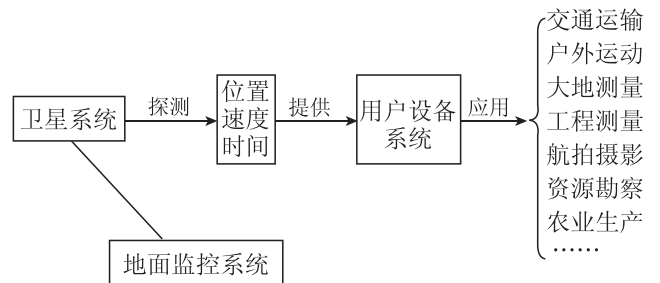 卫星系统
探测
位置
速度
时间
提供
用户设备
系统
应用
交通运输
户外运动
大地测量
工程测量
航拍摄影
资源勘察
农业生产
……
地面监控系统